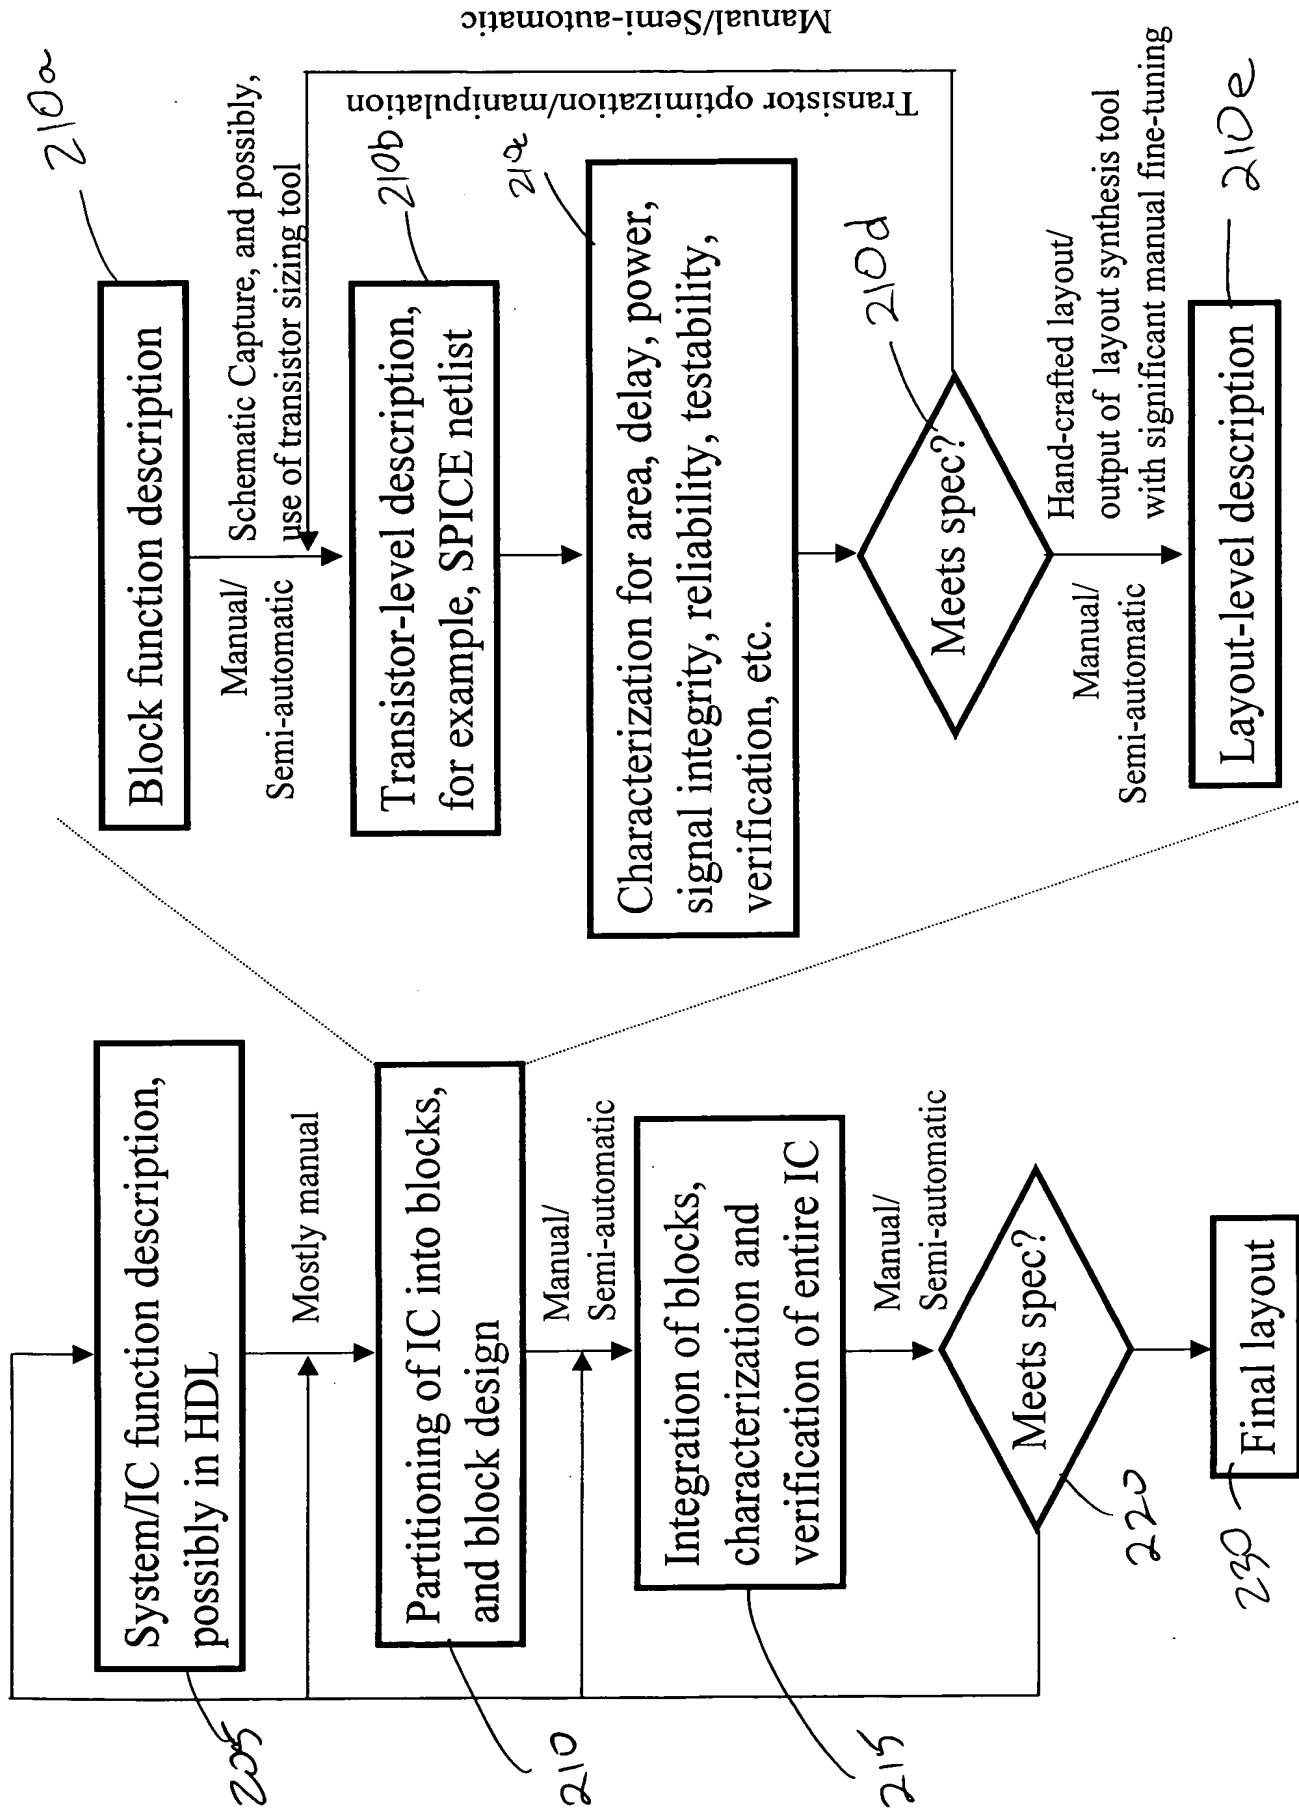 205
System/IC function description,
possibly in HDL
Mostly manual
210
Partitioning of IC into blocks,
and block design
Manual/
Semi-automatic
215
Integration of blocks,
characterization and
verification of entire IC
Manual/
Semi-automatic
Meets spec?
220
230
Final layout
210a
Block function description
Manual/
Semi-automatic
Schematic Capture, and possibly,
use of transistor sizing tool
210b
Transistor-level description,
for example, SPICE netlist
Characterization for area, delay, power,
signal integrity, reliability, testability,
verification, etc.
Meets spec?
210d
Transistor optimization/manipulation
Manual/Semi-automatic
Manual/
Semi-automatic
Hand-crafted layout/
output of layout synthesis tool
with significant manual fine-tuning
Layout-level description
210e